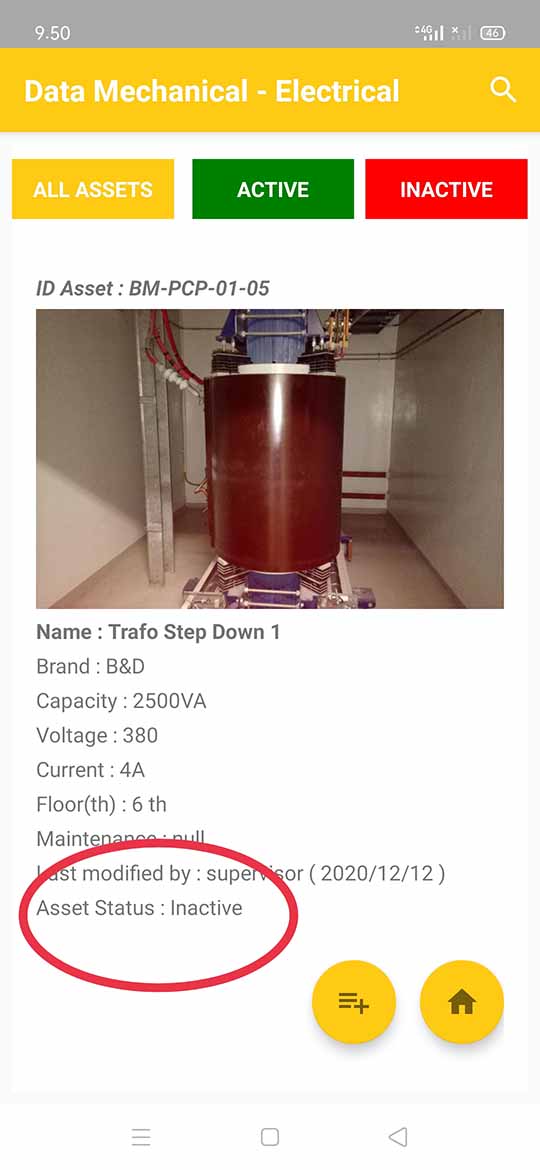 9.50
4G
46
Data Mechanical - Electrical
ALL ASSETS
ACTIVE
INACTIVE
ID Asset : BM-PCP-01-05
Name : Trafo Step Down 1
Brand : B&D
Capacity : 2500VA
Voltage : 380
Current : 4A
Floor(th) : 6 th
Maintenance : null
Last modified by : supervisor ( 2020/12/12 )
Asset Status : Inactive